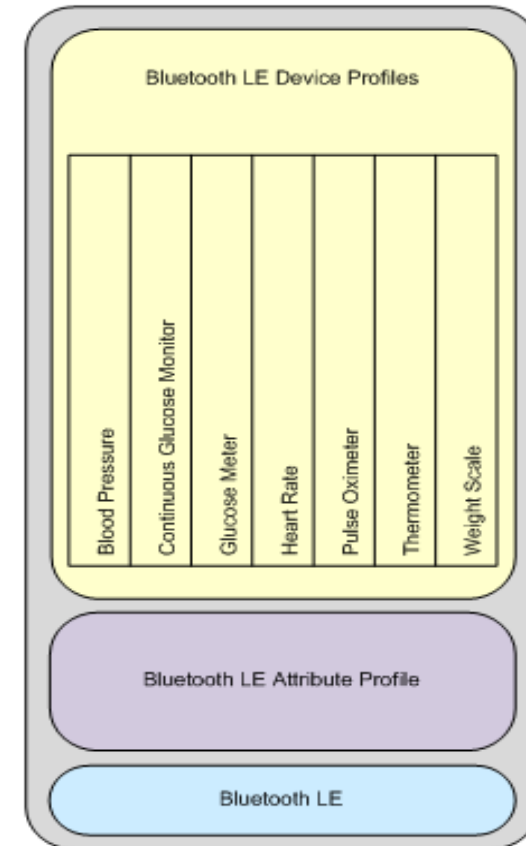 Bluetooth LE Device Profiles
Blood Pressure
Continuous Glucose Monitor
Glucose Meter
Heart Rate
Pulse Oximeter
Thermometer
Weight Scale
Bluetooth LE Attribute Profile
Bluetooth LE